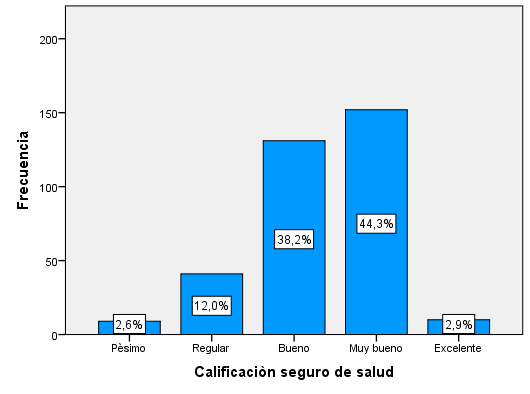 Frecuencia
200
150
100
50
0
2,6%
12,0%
38,2%
44,3%
2,9%
Pèsimo
Regular
Bueno
Muy bueno
Excelente
Calificaciòn seguro de salud